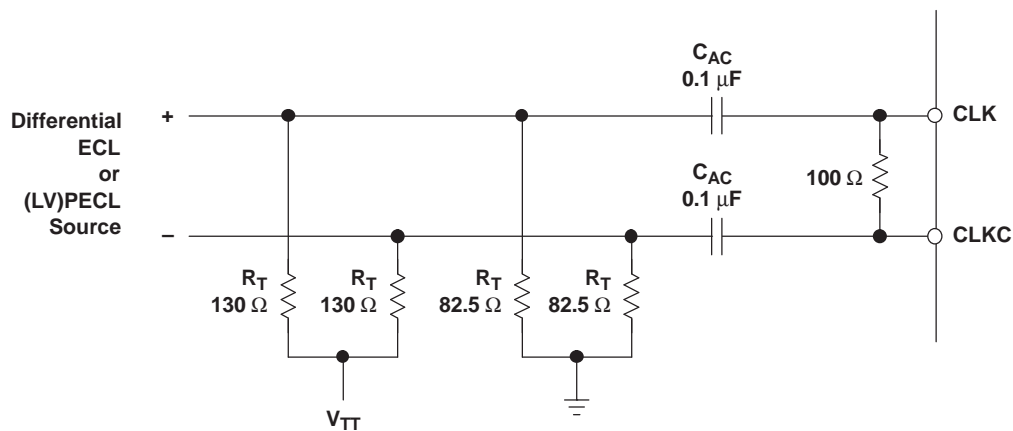 C_AC
0.1 μF
Differential
ECL
or
(LV)PECL
Source
+
CLK
C_AC
0.1 μF
100 Ω
−
CLKC
R_T
130 Ω
R_T
130 Ω
R_T
82.5 Ω
R_T
82.5 Ω
V_TT